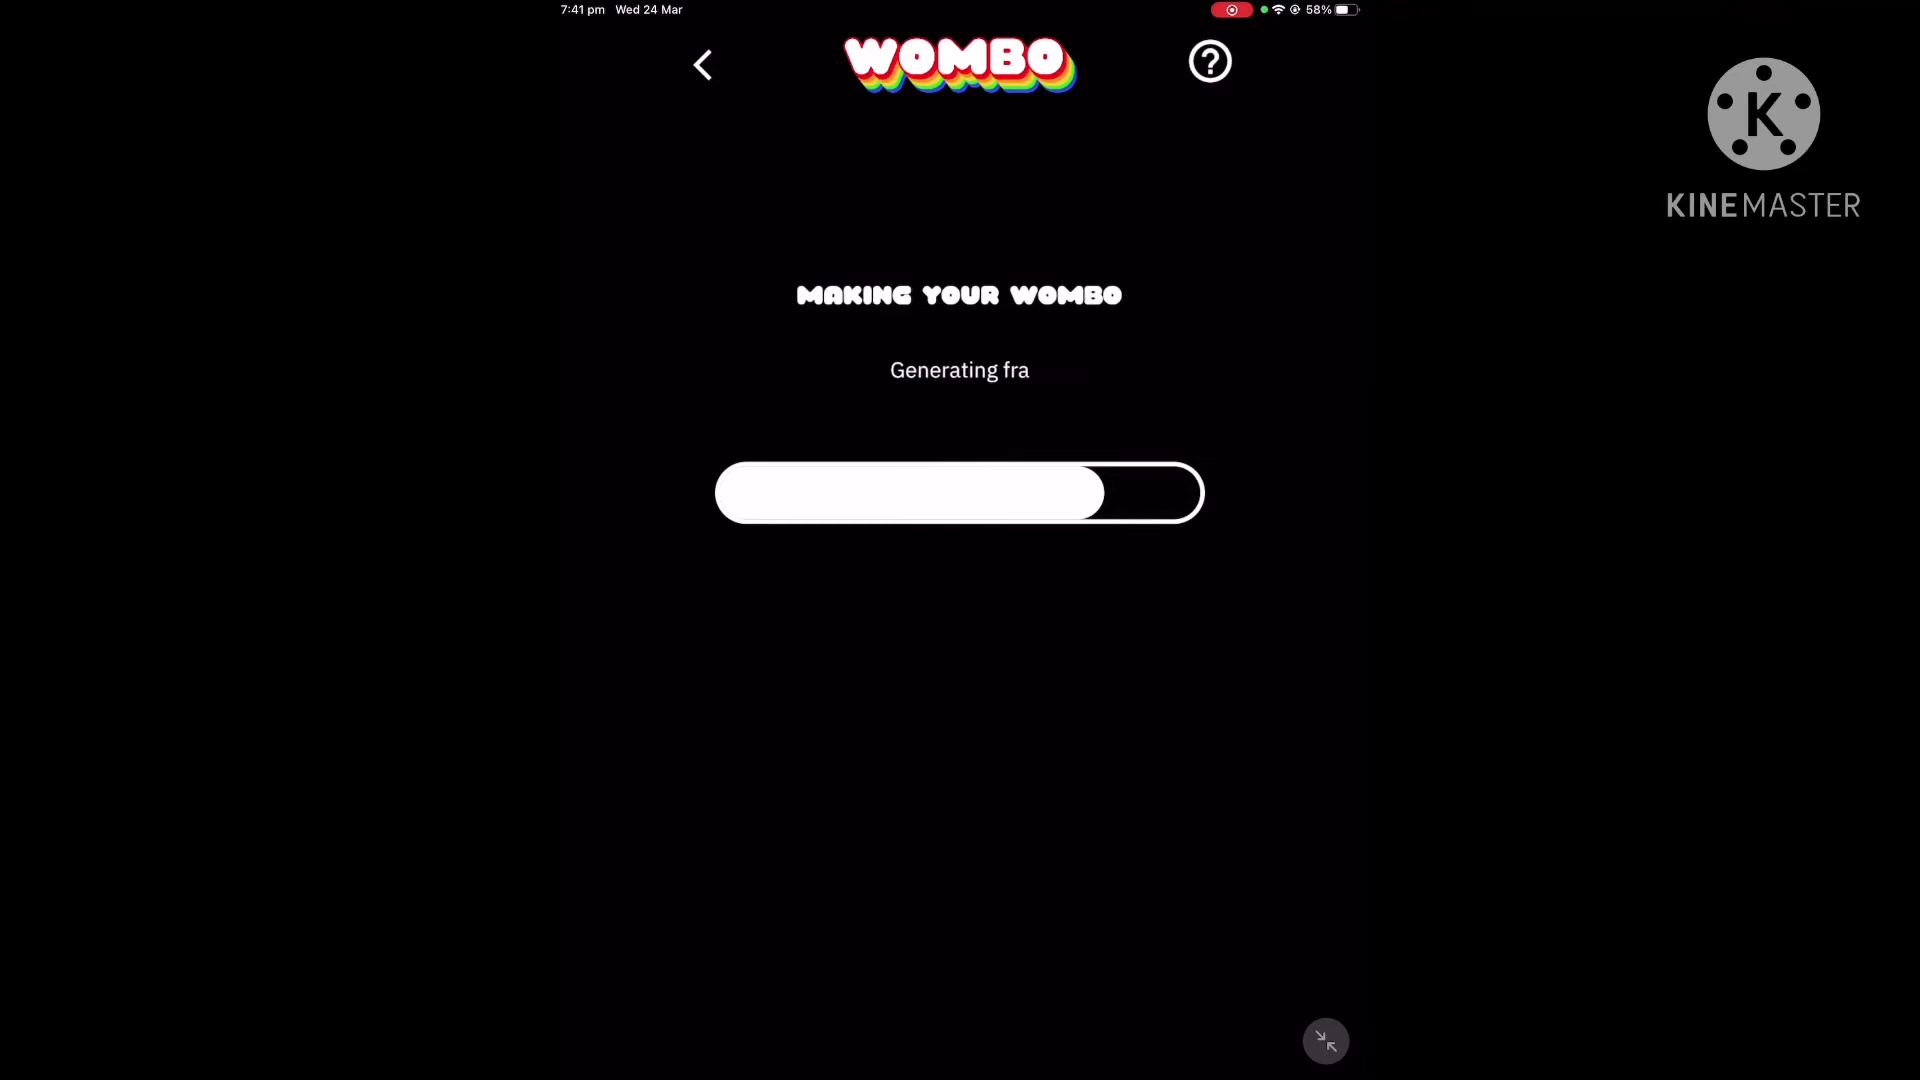 7:41 pm Wed 24 Mar
58%
WOMBO
?
K
KINEMASTER
MAKING YOUR WOMBO
Generating fra